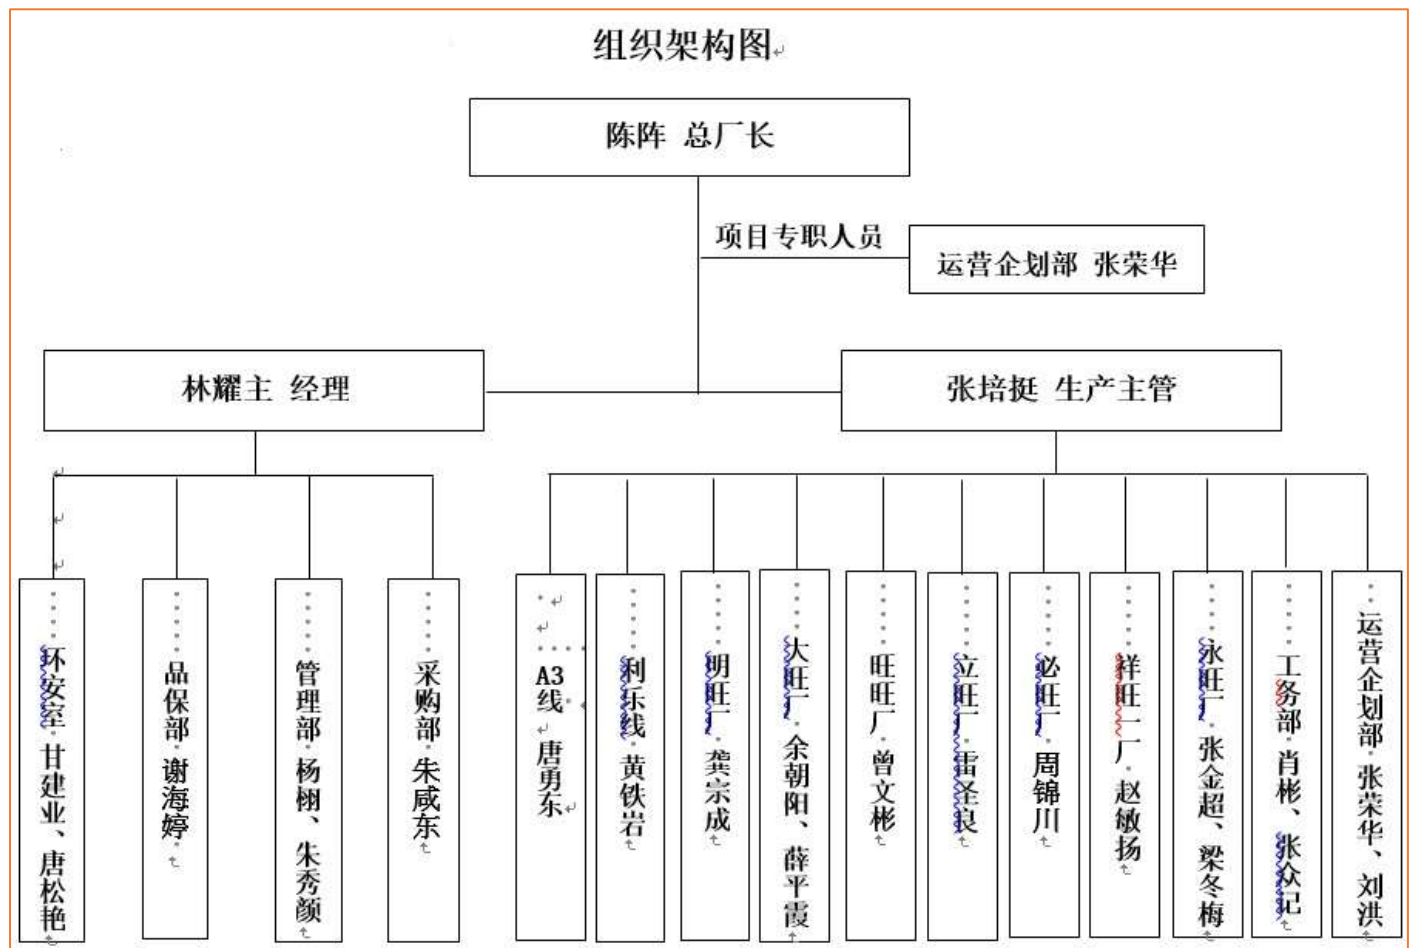 组织架构图
陈阵 总厂长
项目专职人员
运营企划部 张荣华
林耀主 经理
张培挺 生产主管
环安室 甘建业、唐松艳
品保部 谢海婷
管理部 杨栩、朱秀颜
采购部 朱咸东
A3线 唐勇东
利乐线 黄铁岩
明旺厂 龚宗成
大旺厂 余朝阳、薛平霞
旺旺厂 曾文彬
立旺厂 雷圣良
必旺厂 周锦川
祥旺一厂 赵敏扬
永旺厂 张金超、梁冬梅
工务部 肖彬、张众记
运营企划部 张荣华、刘洪